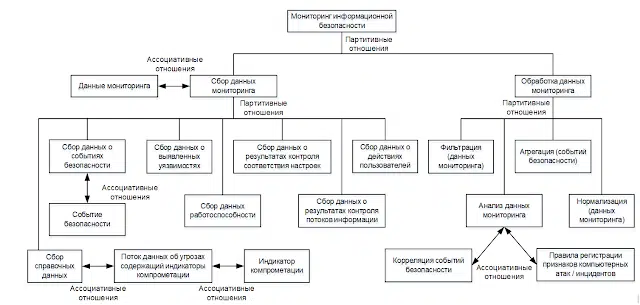 Мониторинг информационной
безопасности
Партитивные
отношения
Ассоциативные
отношения
Данные мониторинга
Сбор данных
мониторинга
Обработка данных
мониторинга
Партитивные
отношения
Партитивные
отношения
Сбор данных о
событиях
безопасности
Сбор данных о
выявленных
уязвимостях
Сбор данных о
результатах контроля
соответствия настроек
Сбор данных о
действиях
пользователей
Фильтрация
(данных
мониторинга)
Агрегация (событий
безопасности)
Ассоциативные
отношения
Событие
безопасности
Сбор данных
работоспособности
Сбор данных о
результатах контроля
потоков информации
Анализ данных
мониторинга
Нормализация
(данных
мониторинга)
Сбор
справочных
данных
Поток данных об угрозах
содержащий индикаторы
компрометации
Индикатор
компрометации
Корреляция событий
безопасности
Ассоциативные
отношения
Правила регистрации
признаков компьютерных
атак / инцидентов
Ассоциативные
отношения
Ассоциативные
отношения